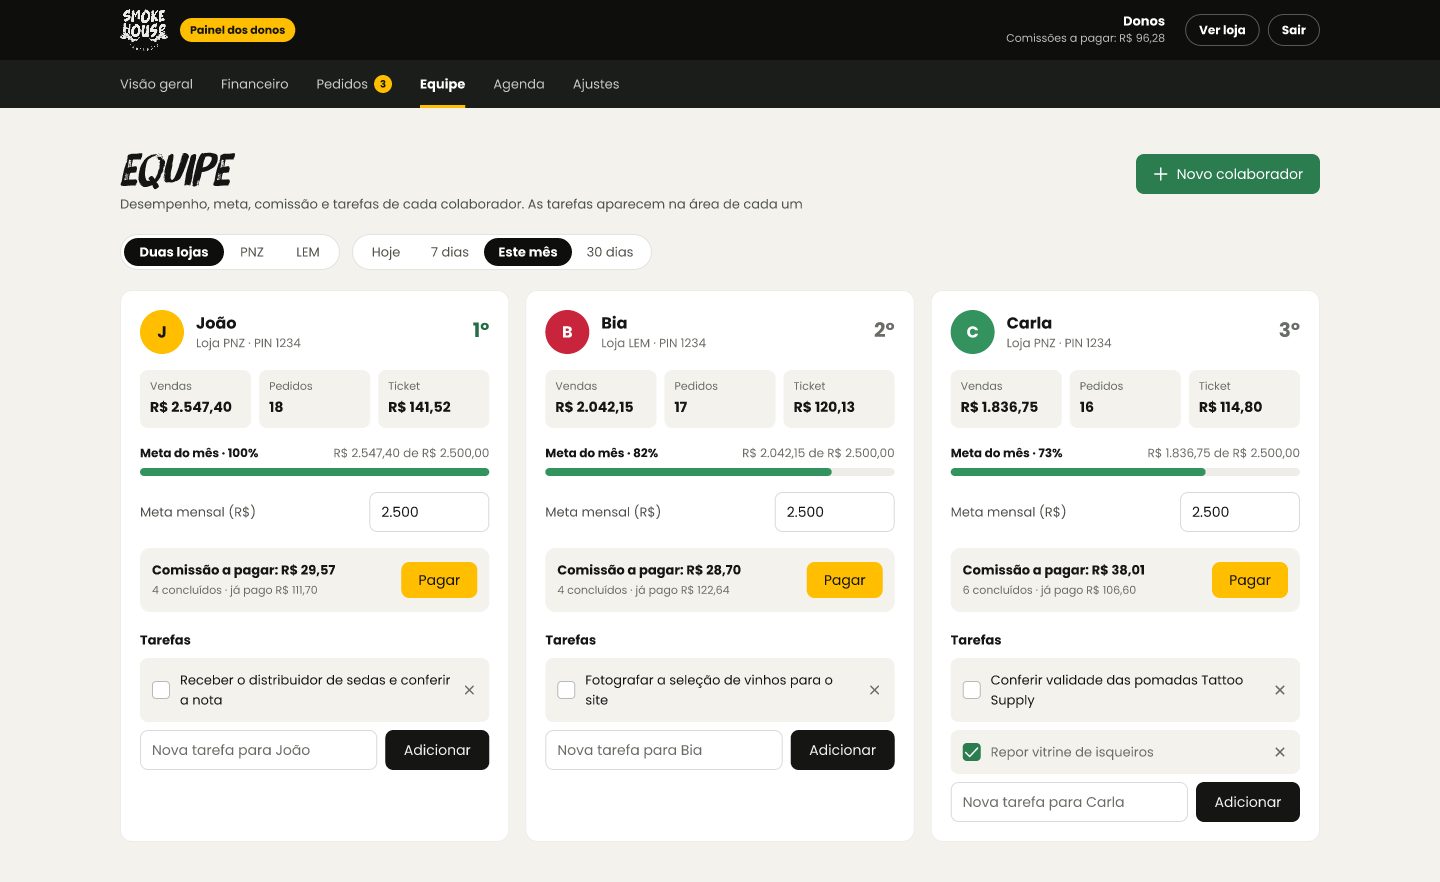 SMOKE
HOUSE
Painel dos donos
Donos
Comissões a pagar: R$ 96,28
Ver loja
Sair
Visão geral
Financeiro
Pedidos 3
Equipe
Agenda
Ajustes
EQUIPE
Desempenho, meta, comissão e tarefas de cada colaborador. As tarefas aparecem na área de cada um
+ Novo colaborador
Duas lojas
PNZ
LEM
Hoje
7 dias
Este mês
30 dias
J
João
Loja PNZ · PIN 1234
1º
Vendas
R$ 2.547,40
Pedidos
18
Ticket
R$ 141,52
Meta do mês · 100%
R$ 2.547,40 de R$ 2.500,00
Meta mensal (R$)
2.500
Comissão a pagar: R$ 29,57
4 concluídos · já pago R$ 111,70
Pagar
Tarefas
Receber o distribuidor de sedas e conferir
a nota
Nova tarefa para João
Adicionar
B
Bia
Loja LEM · PIN 1234
2º
Vendas
R$ 2.042,15
Pedidos
17
Ticket
R$ 120,13
Meta do mês · 82%
R$ 2.042,15 de R$ 2.500,00
Meta mensal (R$)
2.500
Comissão a pagar: R$ 28,70
4 concluídos · já pago R$ 122,64
Pagar
Tarefas
Fotografar a seleção de vinhos para o
site
Nova tarefa para Bia
Adicionar
C
Carla
Loja PNZ · PIN 1234
3º
Vendas
R$ 1.836,75
Pedidos
16
Ticket
R$ 114,80
Meta do mês · 73%
R$ 1.836,75 de R$ 2.500,00
Meta mensal (R$)
2.500
Comissão a pagar: R$ 38,01
6 concluídos · já pago R$ 106,60
Pagar
Tarefas
Conferir validade das pomadas Tattoo
Supply
Repor vitrine de isqueiros
Nova tarefa para Carla
Adicionar